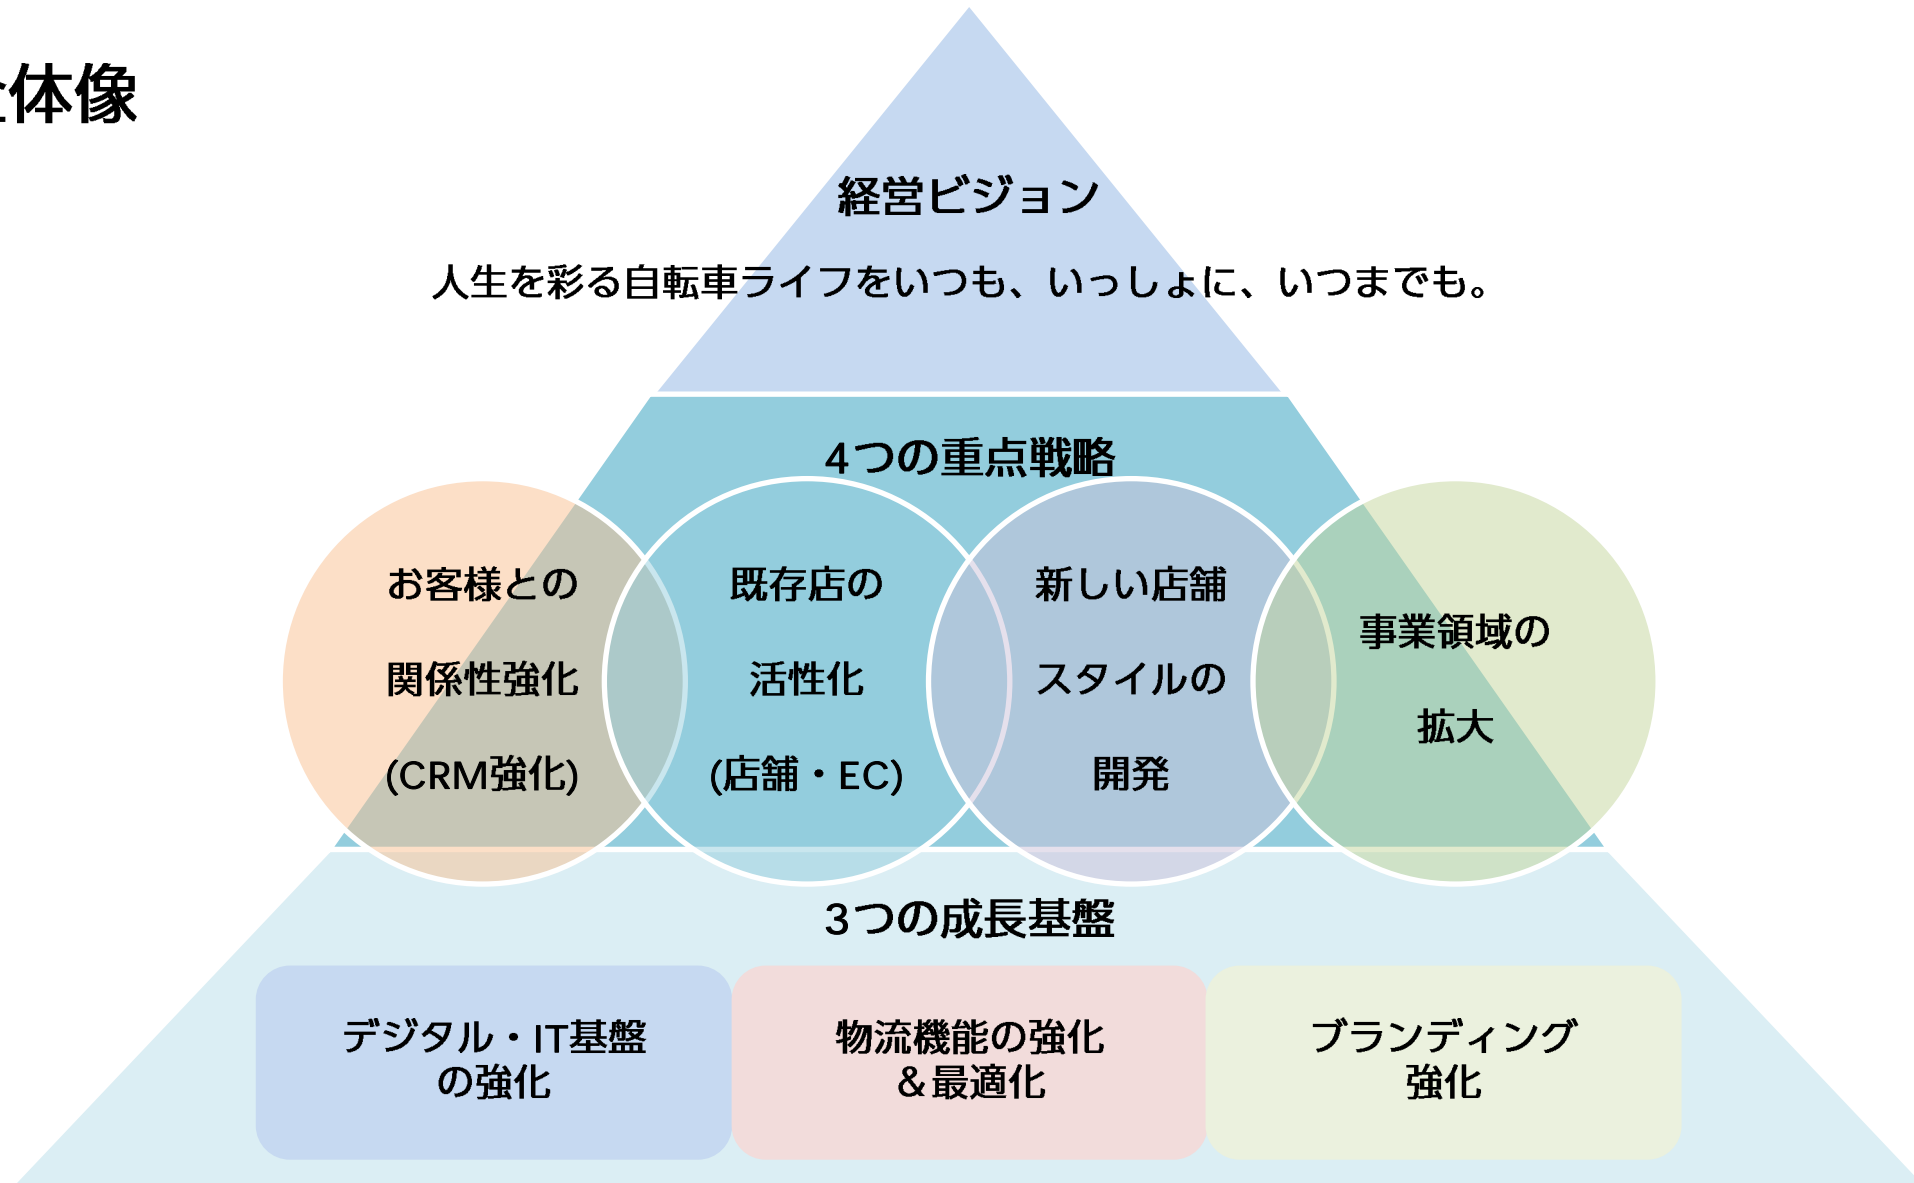 体像
経営ビジョン
人生を彩る自転車ライフをいつも、いっしょに、いつまでも。
4つの重点戦略
お客様との
関係性強化
(CRM強化)
既存店の
活性化
(店舗・EC)
新しい店舗
スタイルの
開発
事業領域の
拡大
3つの成長基盤
デジタル・IT基盤
の強化
物流機能の強化
＆最適化
ブランディング
強化